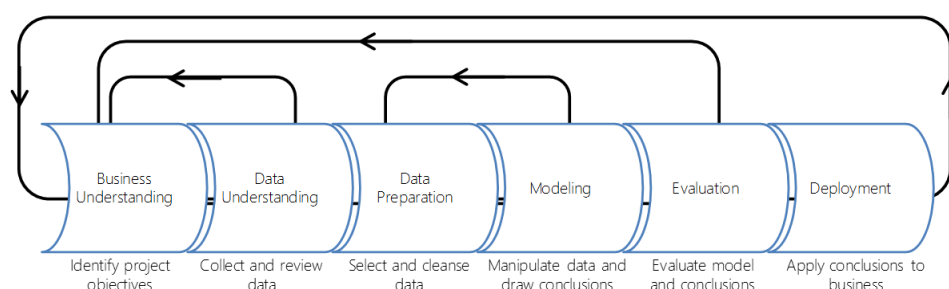 Business
Understanding
Data
Understanding
Data
Preparation
Modeling
Evaluation
Deployment
Identify project
objectives
Collect and review
data
Select and cleanse
data
Manipulate data and
draw conclusions
Evaluate model
and conclusions
Apply conclusions to
business